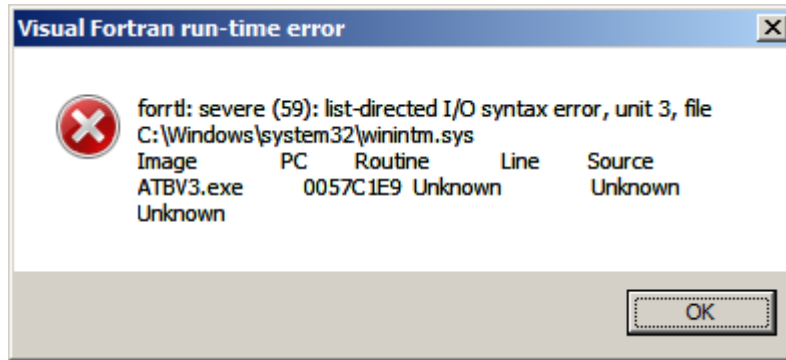 Visual Fortran run-time error
forrtl: severe (59): list-directed I/O syntax error, unit 3, file
C:\Windows\system32\winintm.sys
Image PC Routine Line Source
ATBV3.exe 0057C1E9 Unknown Unknown
Unknown
OK